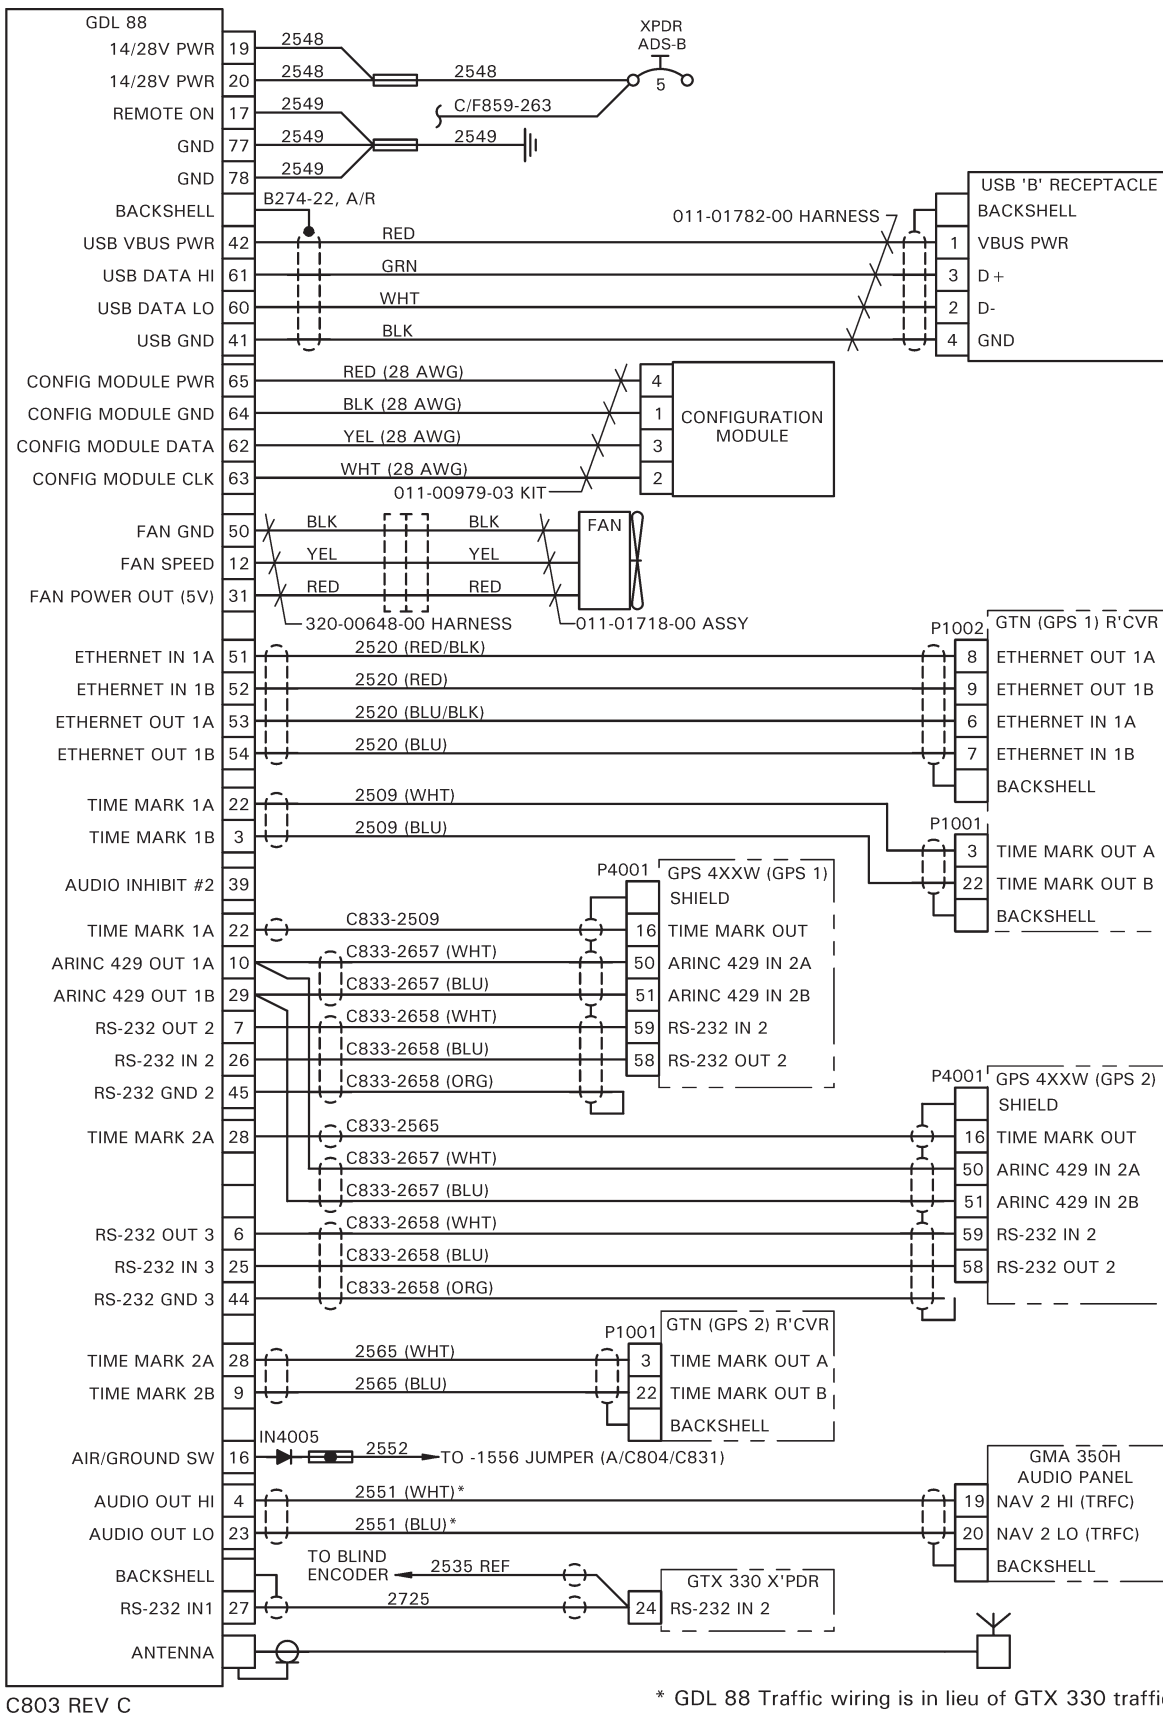 GDL 88
14/28V PWR 19 2548
XPDR
ADS-B
14/28V PWR 20 2548 2548 5
REMOTE ON 17 2549 C/F859-263
GND 77 2549 2549
GND 78 2549
BACKSHELL B274-22, A/R
USB 'B' RECEPTACLE
011-01782-00 HARNESS BACKSHELL
USB VBUS PWR 42 RED 1 VBUS PWR
USB DATA HI 61 GRN 3 D+
USB DATA LO 60 WHT 2 D-
USB GND 41 BLK 4 GND
CONFIG MODULE PWR 65 RED (28 AWG) 4
CONFIG MODULE GND 64 BLK (28 AWG) 1
CONFIGURATION
MODULE
CONFIG MODULE DATA 62 YEL (28 AWG) 3
CONFIG MODULE CLK 63 WHT (28 AWG) 2
011-00979-03 KIT
FAN GND 50 BLK BLK FAN
FAN SPEED 12 YEL YEL
FAN POWER OUT (5V) 31 RED RED
320-00648-00 HARNESS 011-01718-00 ASSY
P1002 GTN (GPS 1) R'CVR
ETHERNET IN 1A 51 2520 (RED/BLK) 8 ETHERNET OUT 1A
ETHERNET IN 1B 52 2520 (RED) 9 ETHERNET OUT 1B
ETHERNET OUT 1A 53 2520 (BLU/BLK) 6 ETHERNET IN 1A
ETHERNET OUT 1B 54 2520 (BLU) 7 ETHERNET IN 1B
BACKSHELL
TIME MARK 1A 22 2509 (WHT)
TIME MARK 1B 3 2509 (BLU)
P1001
3 TIME MARK OUT A
22 TIME MARK OUT B
BACKSHELL
AUDIO INHIBIT #2 39
P4001 GPS 4XXW (GPS 1)
SHIELD
TIME MARK 1A 22 C833-2509 16 TIME MARK OUT
ARINC 429 OUT 1A 10 C833-2657 (WHT) 50 ARINC 429 IN 2A
ARINC 429 OUT 1B 29 C833-2657 (BLU) 51 ARINC 429 IN 2B
RS-232 OUT 2 7 C833-2658 (WHT) 59 RS-232 IN 2
RS-232 IN 2 26 C833-2658 (BLU) 58 RS-232 OUT 2
RS-232 GND 2 45 C833-2658 (ORG)
P4001 GPS 4XXW (GPS 2)
SHIELD
TIME MARK 2A 28 C833-2565 16 TIME MARK OUT
C833-2657 (WHT) 50 ARINC 429 IN 2A
C833-2657 (BLU) 51 ARINC 429 IN 2B
RS-232 OUT 3 6 C833-2658 (WHT) 59 RS-232 IN 2
RS-232 IN 3 25 C833-2658 (BLU) 58 RS-232 OUT 2
RS-232 GND 3 44 C833-2658 (ORG)
P1001 GTN (GPS 2) R'CVR
TIME MARK 2A 28 2565 (WHT) 3 TIME MARK OUT A
TIME MARK 2B 9 2565 (BLU) 22 TIME MARK OUT B
BACKSHELL
AIR/GROUND SW 16 IN4005 2552 TO -1556 JUMPER (A/C804/C831)
GMA 350H
AUDIO PANEL
AUDIO OUT HI 4 2551 (WHT)* 19 NAV 2 HI (TRFC)
AUDIO OUT LO 23 2551 (BLU)* 20 NAV 2 LO (TRFC)
BACKSHELL
BACKSHELL
TO BLIND
ENCODER 2535 REF
GTX 330 X'PDR
RS-232 IN1 27 2725 24 RS-232 IN 2
ANTENNA
C803 REV C
* GDL 88 Traffic wiring is in lieu of GTX 330 traffi